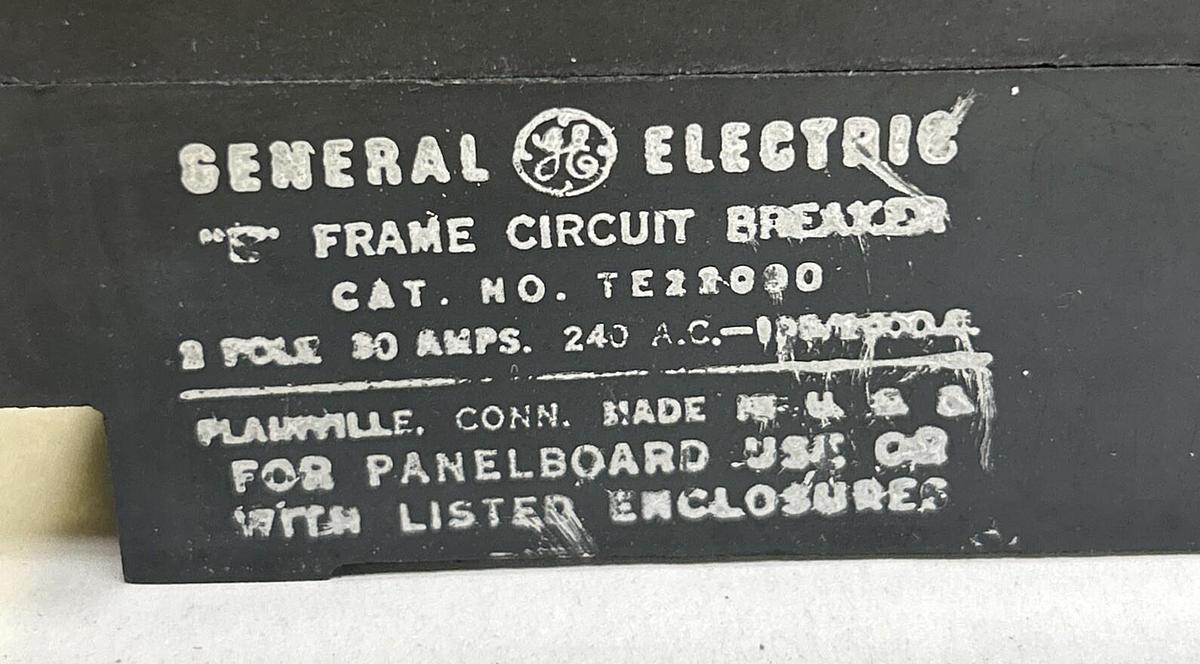 GENERAL GE ELECTRIC
"E" FRAME CIRCUIT BREAKER
CAT. NO.
2 POLE 30 AMPS. 240 A.C.—
PLAINVILLE, CONN. MADE IN U. S. A.
FOR PANELBOARD USE OR
WITH LISTED ENCLOSURES